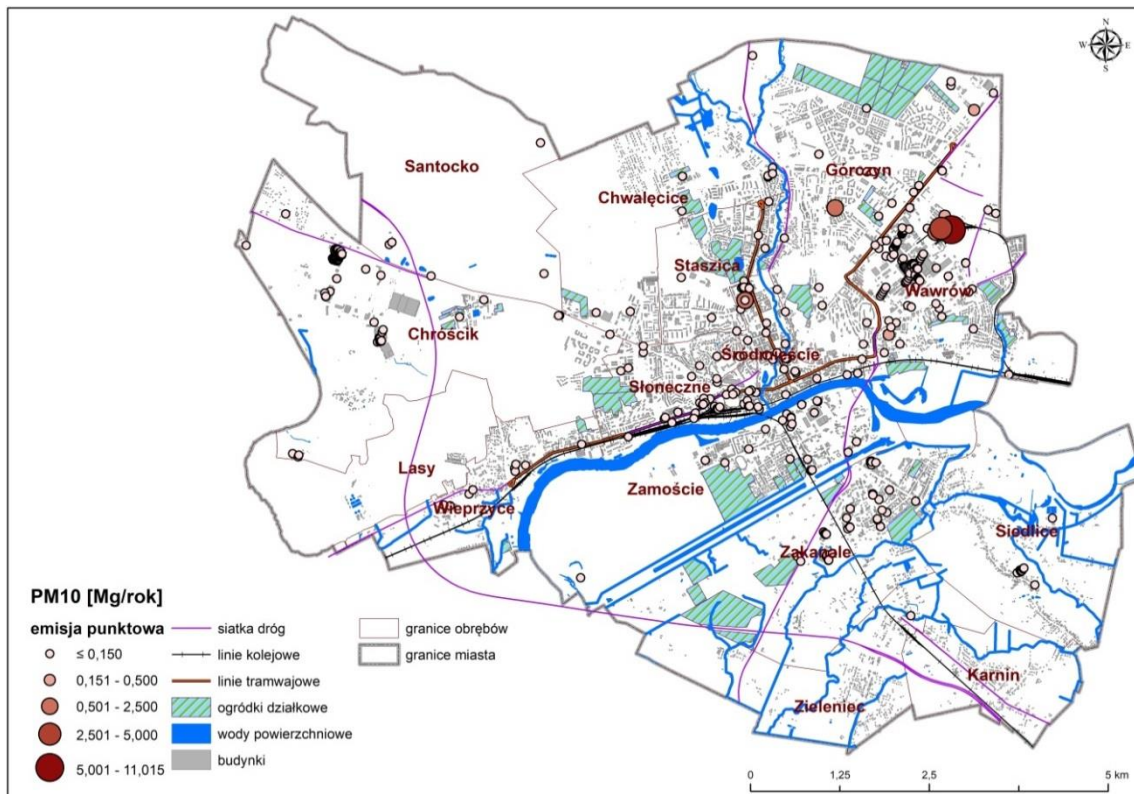 N
W E
S
Santocko
Górczyn
Chwalęcice
Staszica
Wawrów
Chróścik
Śródmieście
Słoneczne
Lasy
Zamoście
Wieprzyce
Siedlice
Zakanale
Karnin
Zieleniec
PM10 [Mg/rok]
emisja punktowa
≤ 0,150
0,151 - 0,500
0,501 - 2,500
2,501 - 5,000
5,001 - 11,015
siatka dróg
linie kolejowe
linie tramwajowe
ogródki działkowe
wody powierzchniowe
budynki
granice obrębów
granice miasta
0 1,25 2,5 5 km